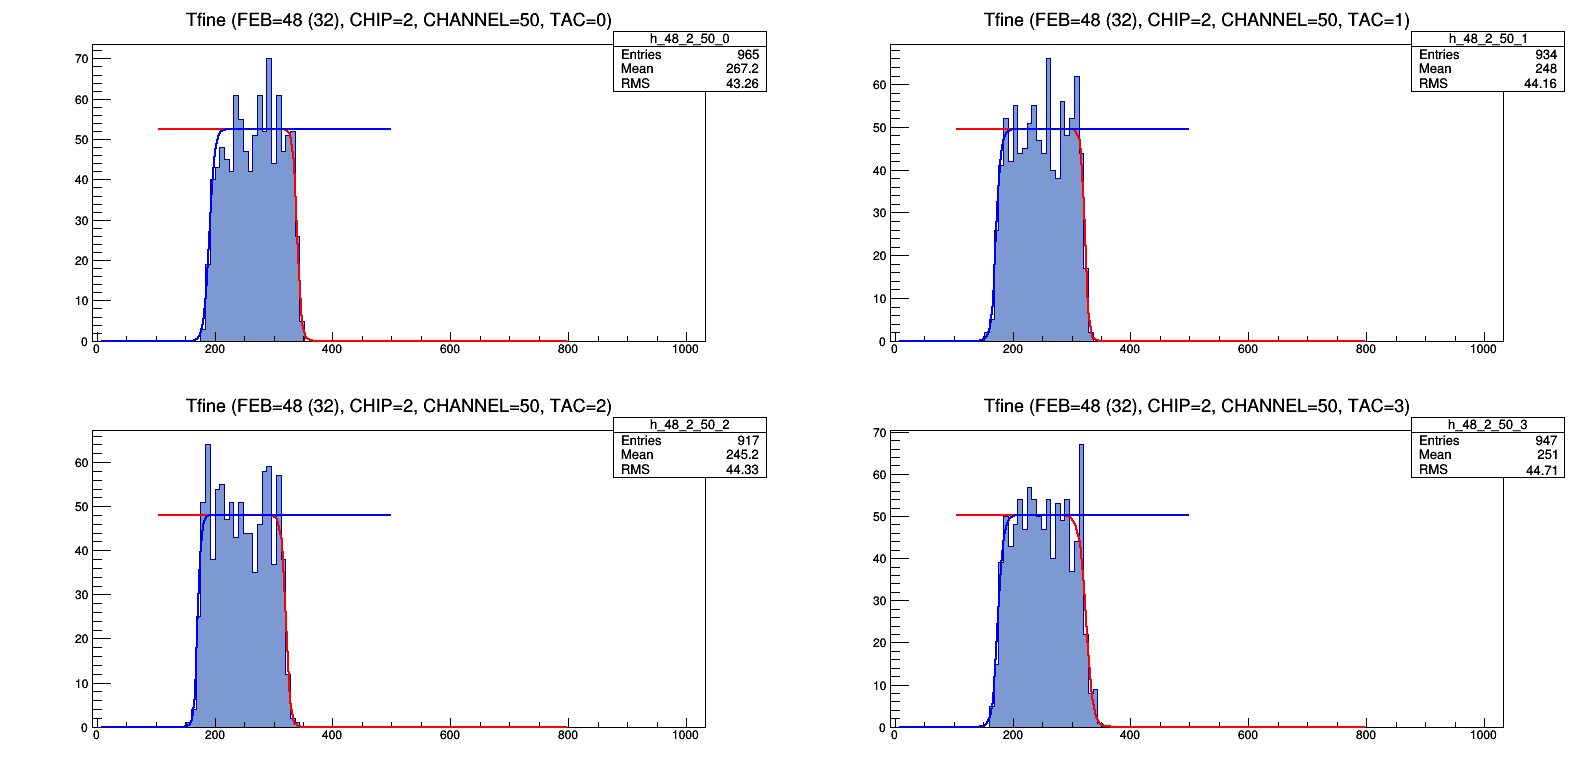 Tfine (FEB=48 (32), CHIP=2, CHANNEL=50, TAC=0)
h_48_2_50_0
Entries 965
Mean 267.2
RMS 43.26
70
60
50
40
30
20
10
0
0 200 400 600 800 1000
Tfine (FEB=48 (32), CHIP=2, CHANNEL=50, TAC=1)
h_48_2_50_1
Entries 934
Mean 248
RMS 44.16
60
50
40
30
20
10
0
0 200 400 600 800 1000
Tfine (FEB=48 (32), CHIP=2, CHANNEL=50, TAC=2)
h_48_2_50_2
Entries 917
Mean 245.2
RMS 44.33
60
50
40
30
20
10
0
0 200 400 600 800 1000
Tfine (FEB=48 (32), CHIP=2, CHANNEL=50, TAC=3)
h_48_2_50_3
Entries 947
Mean 251
RMS 44.71
70
60
50
40
30
20
10
0
0 200 400 600 800 1000